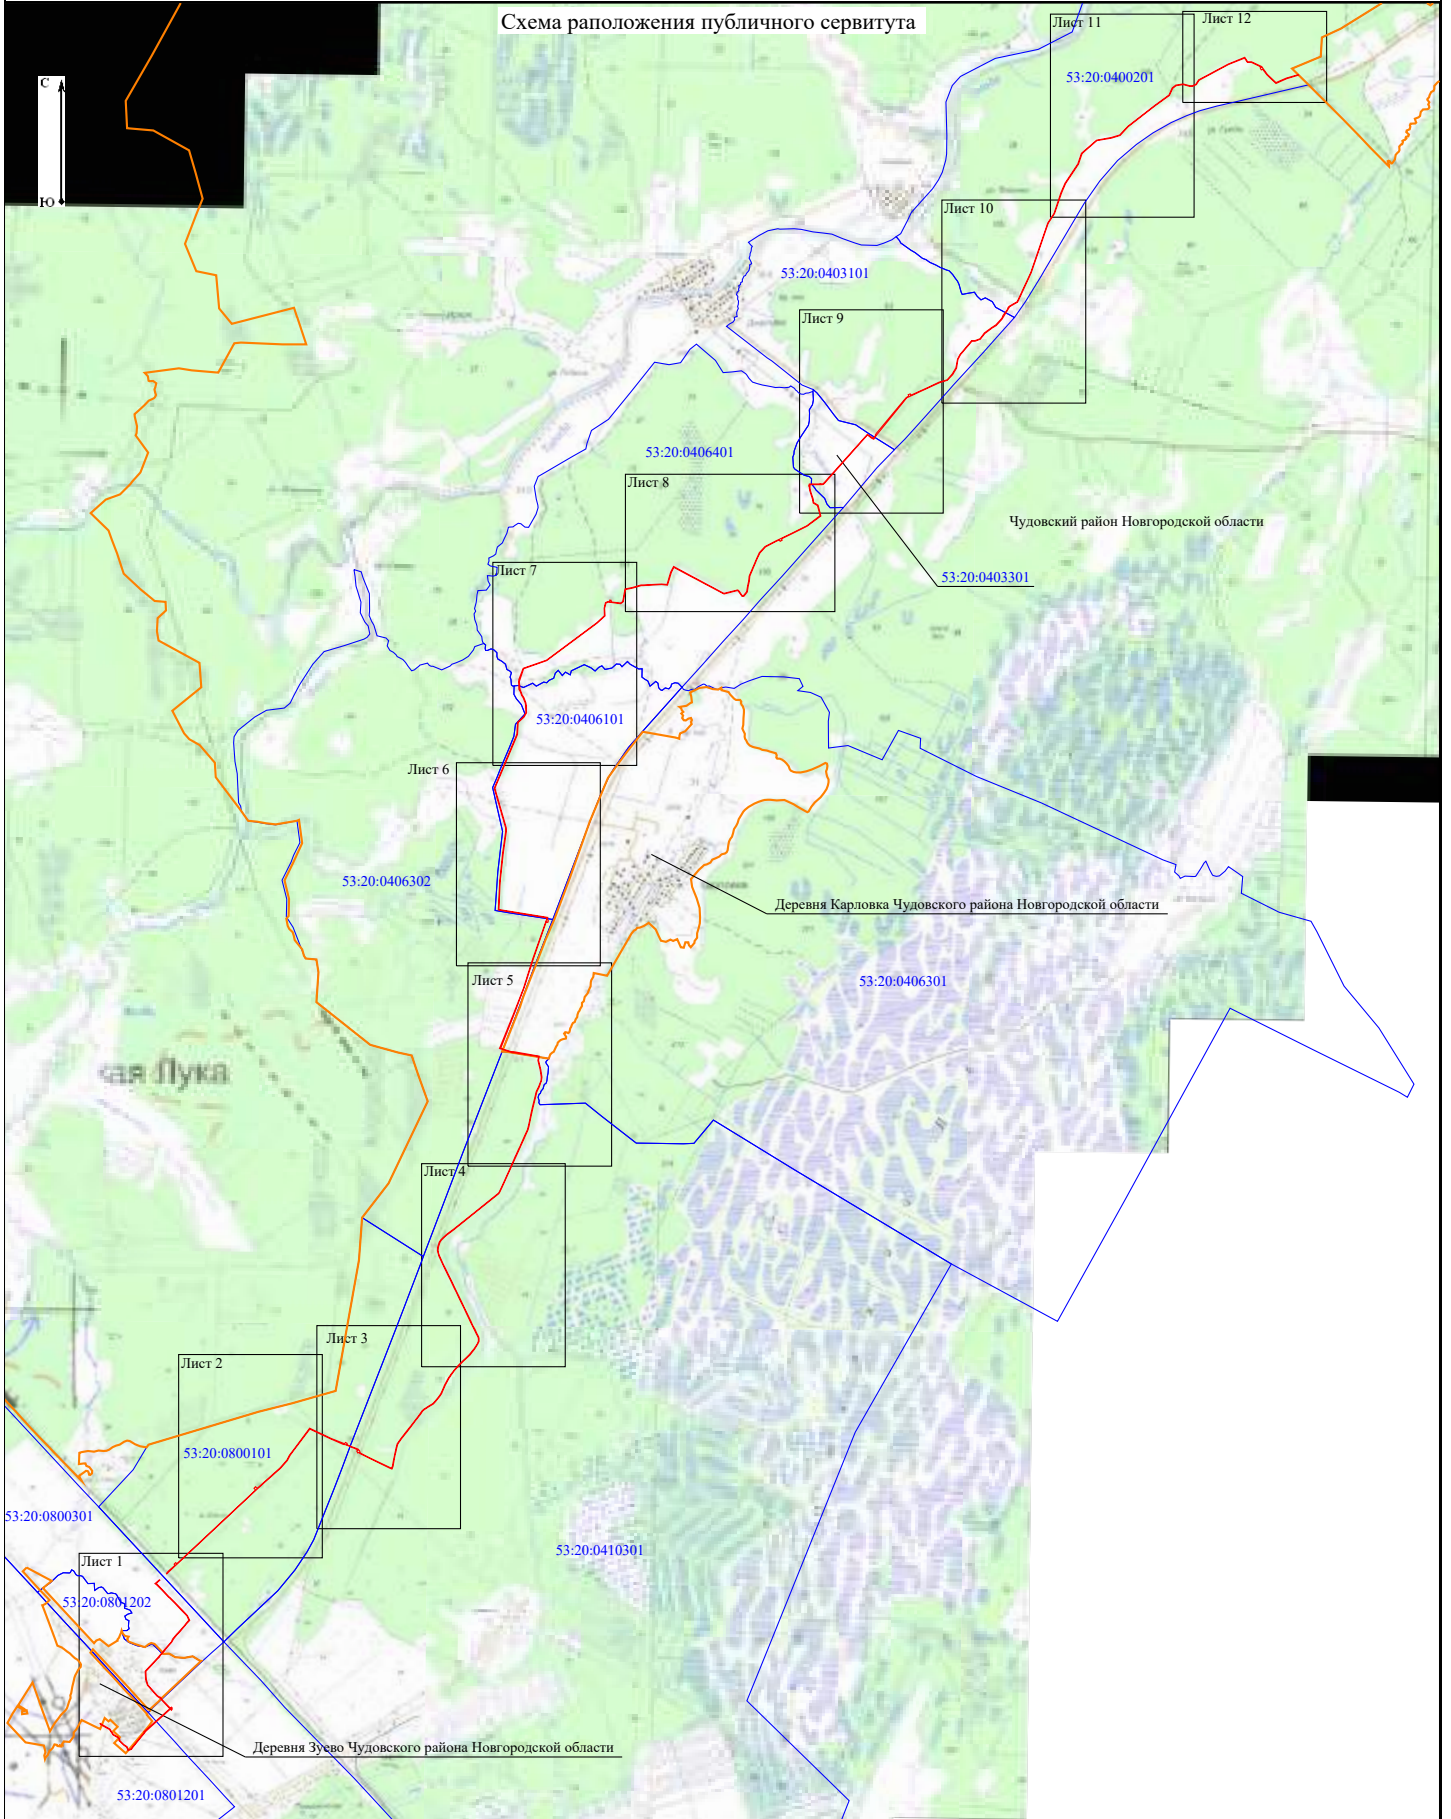 Схема раположения публичного сервитута
Лист 11
Лист 12
53:20:0400201
С
Ю
Лист 10
53:20:0403101
Лист 9
53:20:0406401
Лист 8
Чудовский район Новгородской области
53:20:0403301
Лист 7
53:20:0406101
Лист 6
53:20:0406302
Деревня Карловка Чудовского района Новгородской области
53:20:0406301
Лист 5
кая Лука
Лист 4
Лист 3
Лист 2
53:20:0800101
53:20:0800301
53:20:0410301
Лист 1
53:20:0801202
Деревня Зуево Чудовского района Новгородской области
53:20:0801201